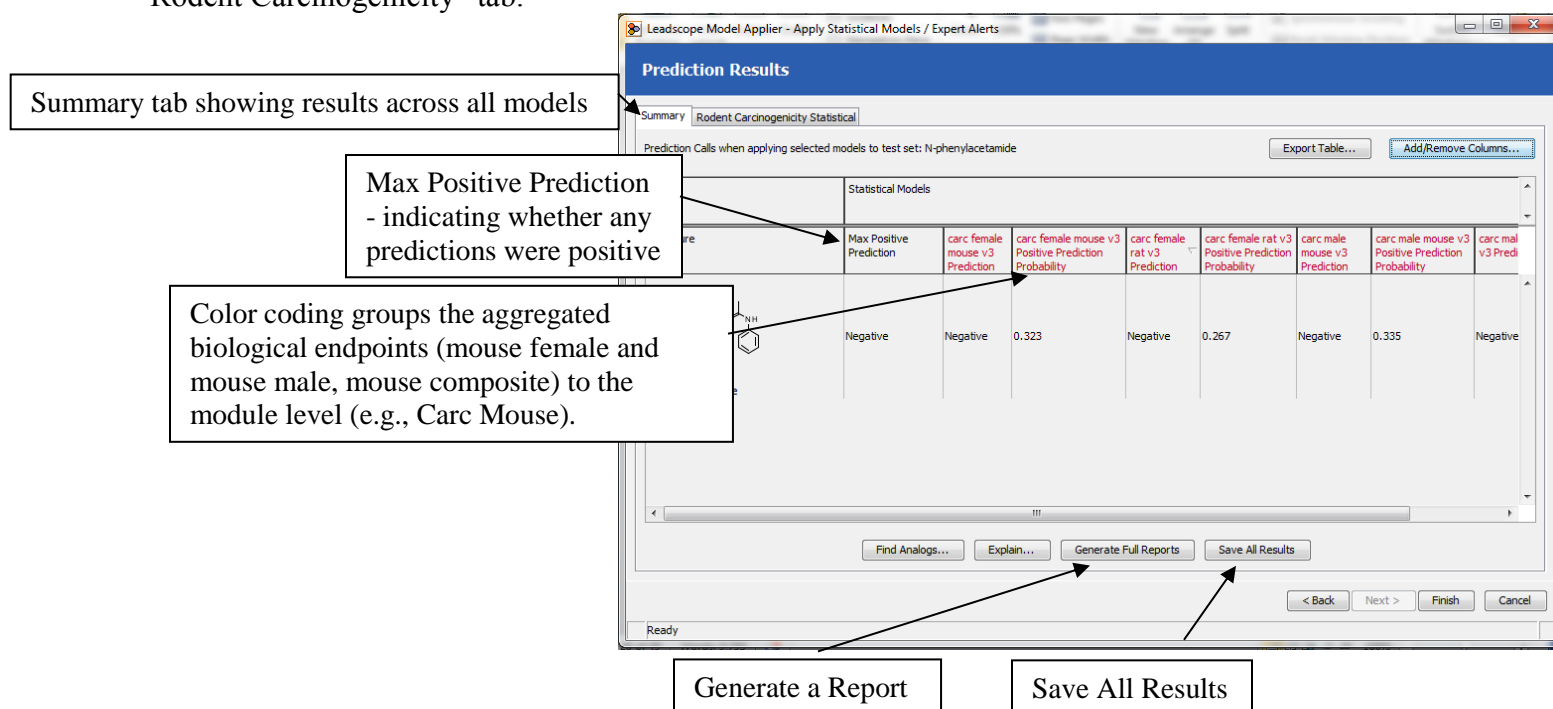 Rodent Carcinogenicity" tab.
Leadscope Model Applier - Apply Statistical Models / Expert Alerts
Prediction Results
Summary tab showing results across all models
Summary Rodent Carcinogenicity Statistical
Prediction Calls when applying selected models to test set: N-phenylacetamide
Export Table...
Add/Remove Columns...
Max Positive Prediction
- indicating whether any
predictions were positive
Statistical Models
Max Positive
Prediction
carc female
mouse v3
Prediction
carc female mouse v3
Positive Prediction
Probability
carc female
rat v3
Prediction
carc female rat v3
Positive Prediction
Probability
carc male
mouse v3
Prediction
carc male mouse v3
Positive Prediction
Probability
carc mal
v3 Predi
Color coding groups the aggregated
biological endpoints (mouse female and
mouse male, mouse composite) to the
module level (e.g., Carc Mouse).
NH
Negative Negative 0.323 Negative 0.267 Negative 0.335 Negative
Find Analogs... Explain... Generate Full Reports Save All Results
< Back Next > Finish Cancel
Ready
Generate a Report
Save All Results